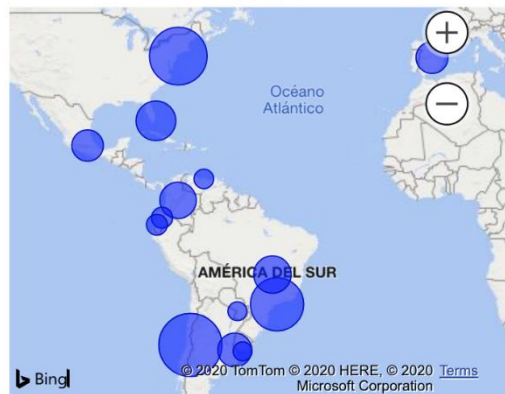 +
Océano
Atlántico
−
AMÉRICA DEL SUR
Bing
© 2020 TomTom © 2020 HERE, © 2020 Terms
Microsoft Corporation